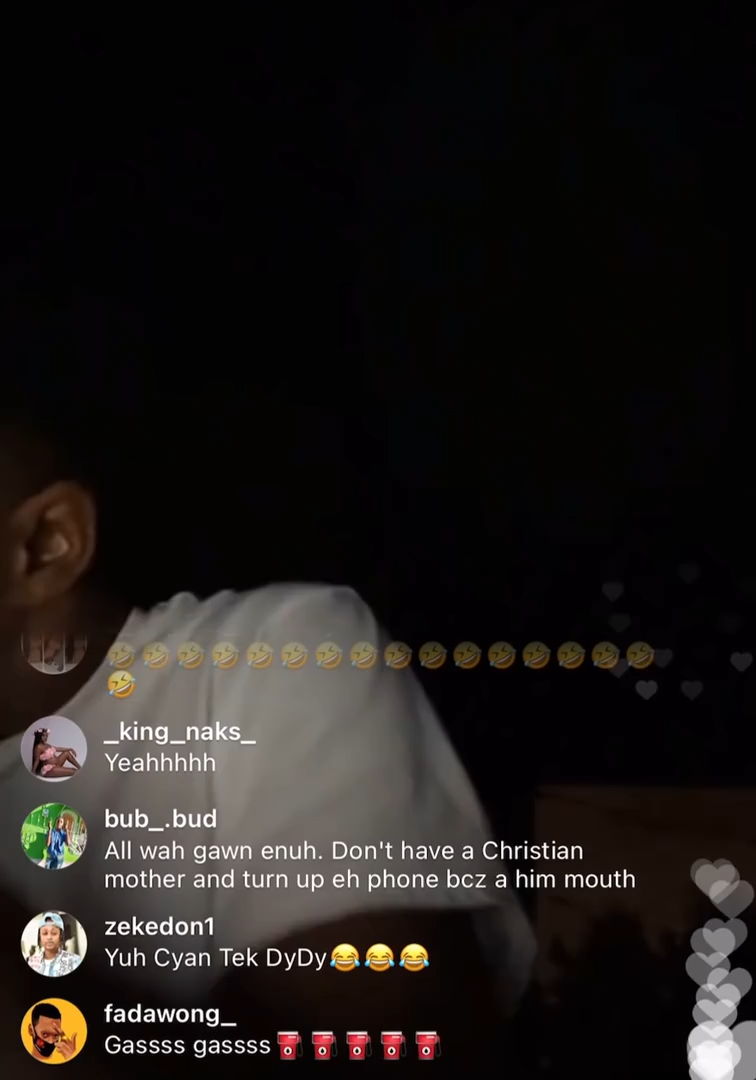 🤣🤣🤣🤣🤣🤣🤣🤣🤣🤣🤣🤣🤣🤣🤣🤣
🤣
_king_naks_
Yeahhhhh
bub_.bud
All wah gawn enuh. Don't have a Christian
mother and turn up eh phone bcz a him mouth
zekedon1
Yuh Cyan Tek DyDy😂😂😂
fadawong_
Gassss gassss⛽⛽⛽⛽⛽